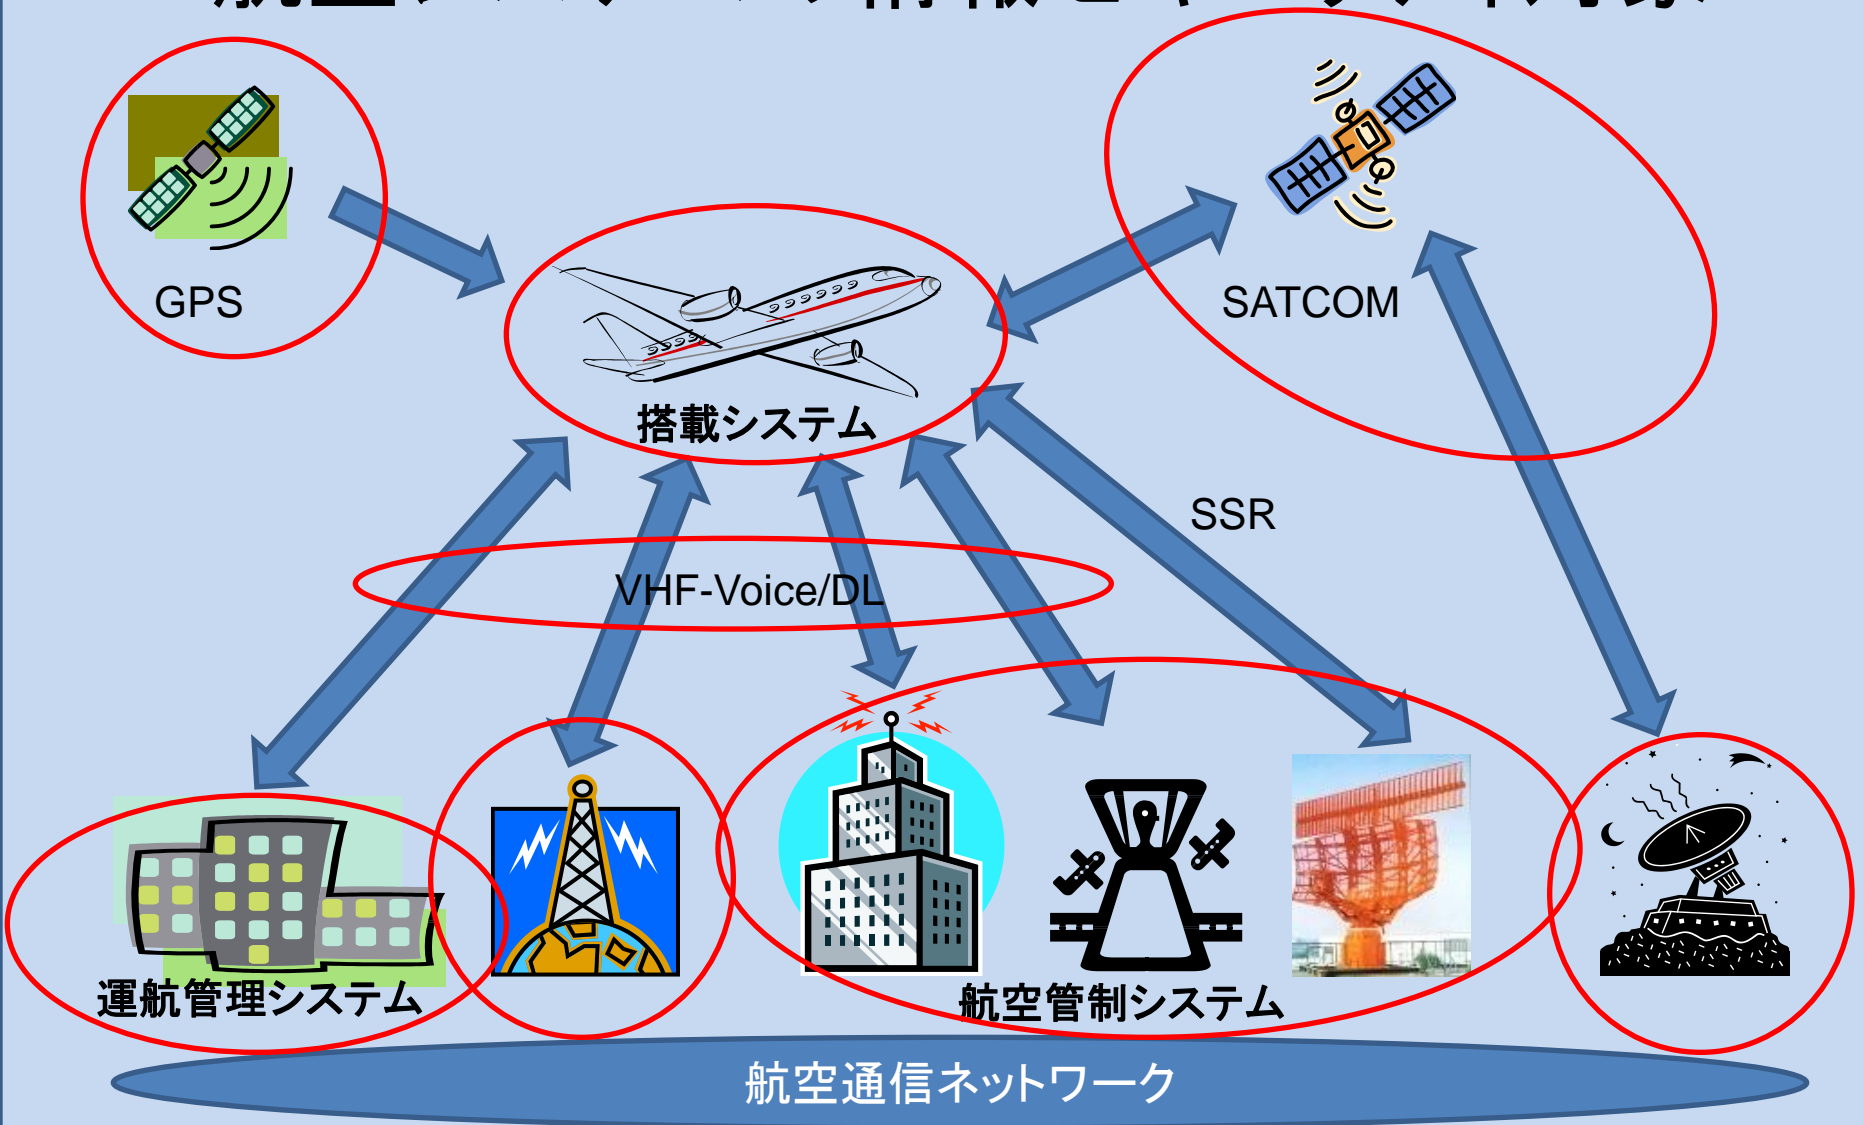 GPS
SATCOM
搭載システム
SSR
VHF-Voice/DL
運航管理システム
航空管制システム
航空通信ネットワーク